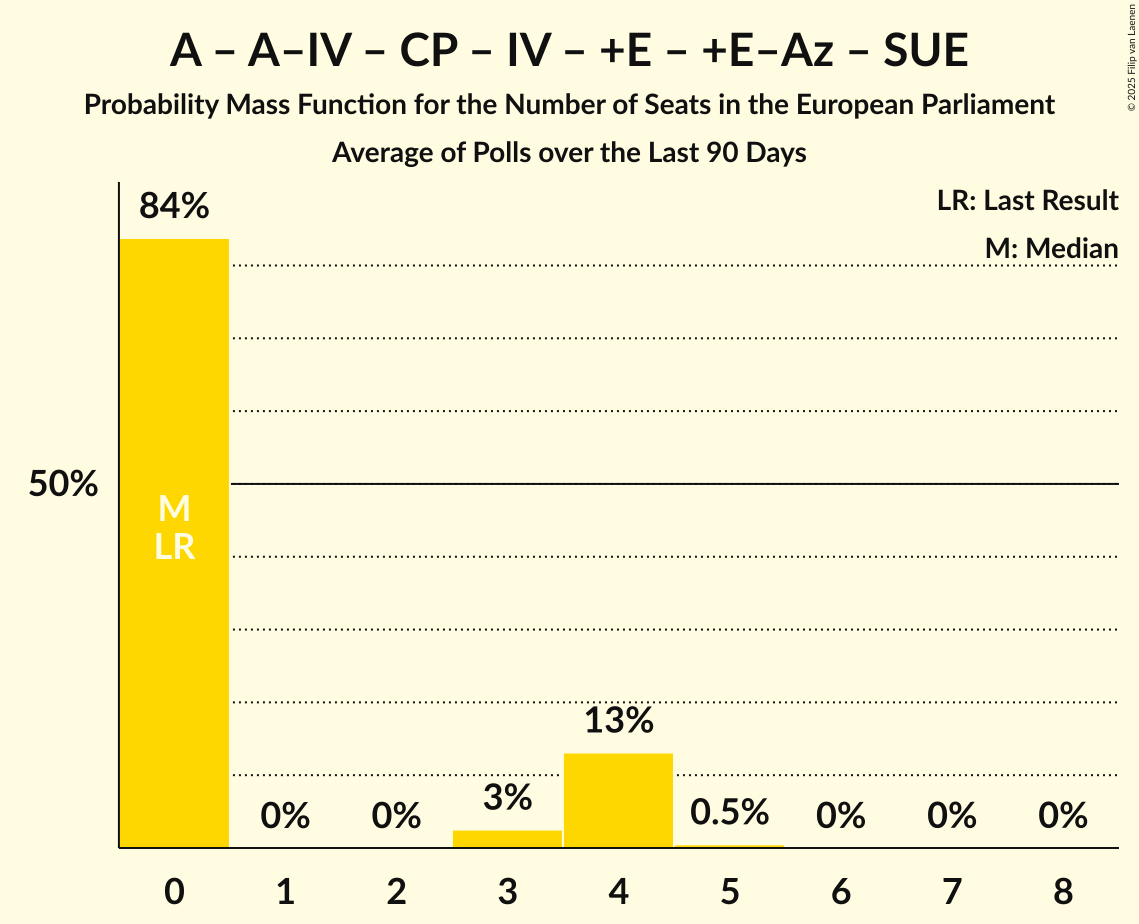 A – A–IV – CP – IV – +E – +E–Az – SUE
Probability Mass Function for the Number of Seats in the European Parliament
Average of Polls over the Last 90 Days
© 2025 Filip van Laenen
LR: Last Result
M: Median
84%
50%
M
LR
0%
0%
3%
13%
0.5%
0%
0%
0%
0
1
2
3
4
5
6
7
8